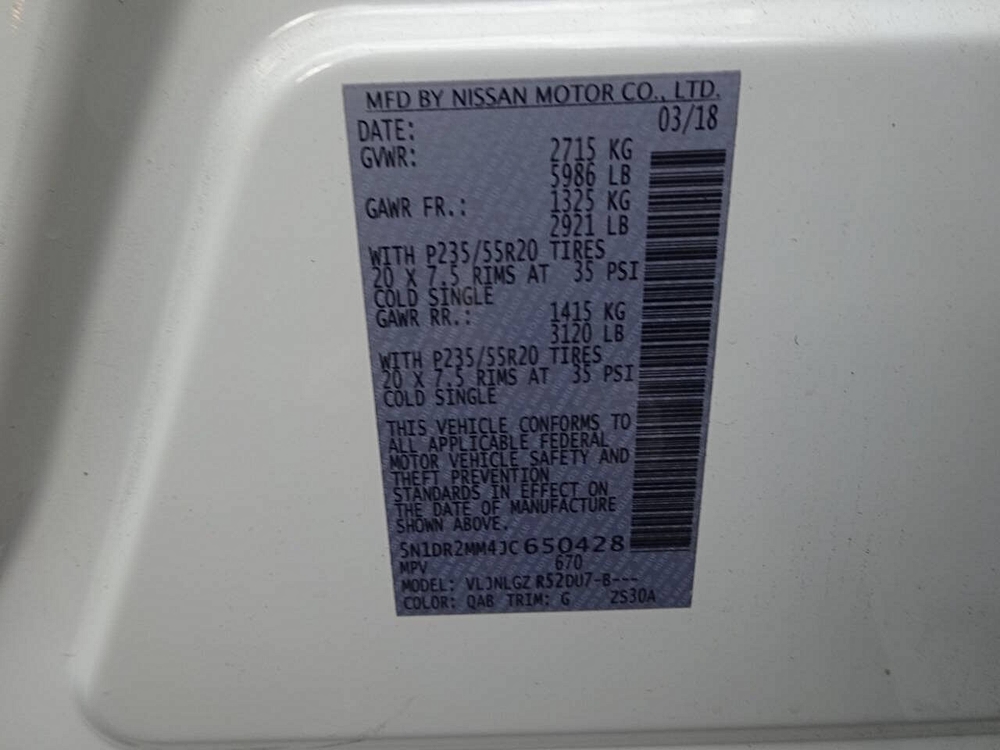 MFD BY NISSAN MOTOR CO., LTD.
DATE: 03/18
GVWR: 2715 KG
5986 LB
GAWR FR.: 1325 KG
2921 LB
WITH P235/55R20 TIRES
20 X 7.5 RIMS AT 35 PSI
COLD SINGLE
GAWR RR.: 1415 KG
3120 LB
WITH P235/55R20 TIRES
20 X 7.5 RIMS AT 35 PSI
COLD SINGLE
THIS VEHICLE CONFORMS TO
ALL APPLICABLE FEDERAL
MOTOR VEHICLE SAFETY AND
THEFT PREVENTION
STANDARDS IN EFFECT ON
THE DATE OF MANUFACTURE
SHOWN ABOVE.
5N1DR2MM4JC650428
MPV 670
MODEL: VLJNLGZ R52DU7-B---
COLOR: QAB TRIM: G 2S30A